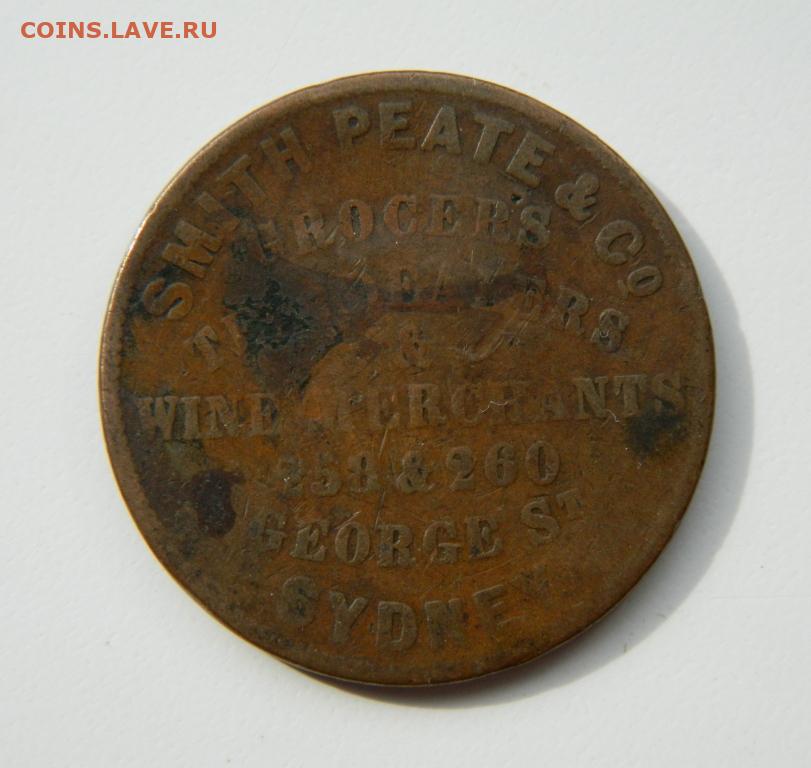 COINS.LAVE.RU
SMITH PEATE & Co
GROCERS
&
WINE MERCHANTS
258 & 260
GEORGE ST
SYDNEY